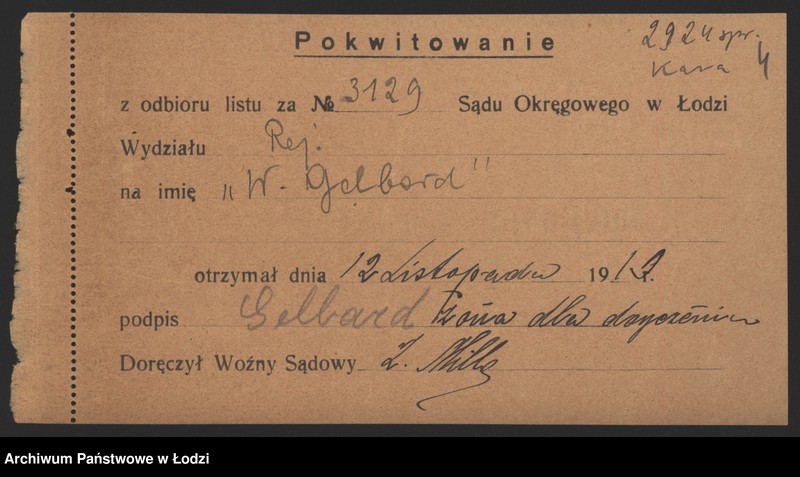 Pokwitowanie
2924 spr.
Kara 4
z odbioru listu za № 3129 Sądu Okręgowego w Łodzi
Wydziału Rej.
na imię „W. Gelbard"
otrzymał dnia 12 Listopada 1919 r.
podpis Gelbard żona dla doręczenia
Doręczył Woźny Sądowy
Archiwum Państwowe w Łodzi